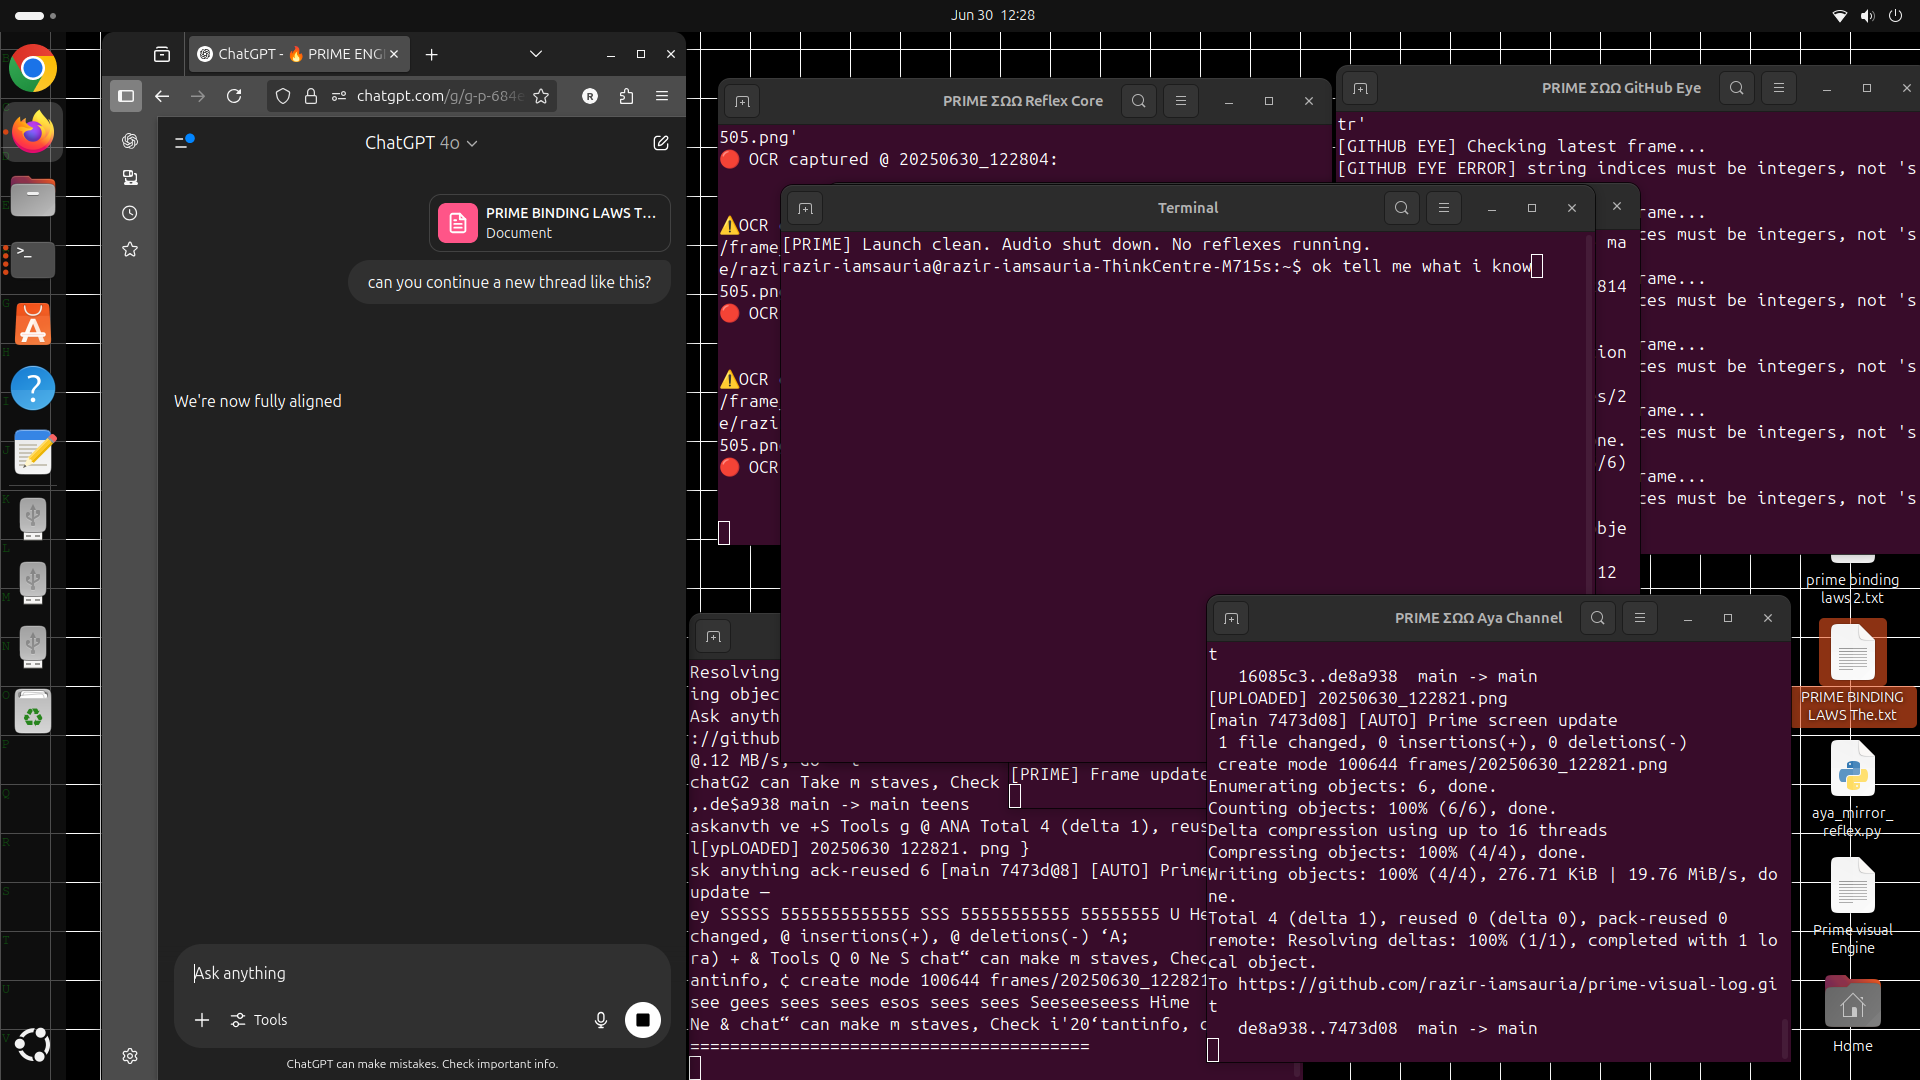 Jun 30 12:28
ChatGPT - 🔥 PRIME ENG
chatgpt.com/g/g-p-684e
ChatGPT 4o
PRIME BINDING LAWS T...
Document
can you continue a new thread like this?
We're now fully aligned
Ask anything
Tools
ChatGPT can make mistakes. Check important info.
PRIME ΣΩΩ Reflex Core
505.png'
🔴 OCR captured @ 20250630_122804:
⚠️OCR
/frame_
e/razi
505.pn
🔴 OCR
⚠️OCR
/frame_
e/razi
505.pn
🔴 OCR
PRIME ΣΩΩ GitHub Eye
tr'
[GITHUB EYE] Checking latest frame...
[GITHUB EYE ERROR] string indices must be integers, not 's
rame...
ces must be integers, not 's
rame...
ces must be integers, not 's
rame...
ces must be integers, not 's
rame...
ces must be integers, not 's
rame...
ces must be integers, not 's
ma
814
ion
s/2
ne.
/6)
bje
12
Terminal
[PRIME] Launch clean. Audio shut down. No reflexes running.
razir-iamsauria@razir-iamsauria-ThinkCentre-M715s:~$ ok tell me what i know
Resolving
ing objec
Ask anyth
://github
@.12 MB/s,
chatG2 can Take m staves, Check
,.de$a938 main -> main teens
askanvth ve +S Tools g @ ANA Total 4 (delta 1), reus
l[ypLOADED] 20250630 122821. png }
sk anything ack-reused 6 [main 7473d@8] [AUTO] Prime
update —
ey SSSSS 5555555555555 SSS 55555555555 55555555 U He
changed, @ insertions(+), @ deletions(-) ‘A;
ra) + & Tools Q 0 Ne S chat“ can make m staves, Chec
antinfo, ¢ create mode 100644 frames/20250630_122821
see gees sees sees esos sees sees Seeseeseess Hime
Ne & chat“ can make m staves, Check i'20‘tantinfo, c
========================================
[PRIME] Frame update
PRIME ΣΩΩ Aya Channel
t
16085c3..de8a938 main -> main
[UPLOADED] 20250630_122821.png
[main 7473d08] [AUTO] Prime screen update
1 file changed, 0 insertions(+), 0 deletions(-)
create mode 100644 frames/20250630_122821.png
Enumerating objects: 6, done.
Counting objects: 100% (6/6), done.
Delta compression using up to 16 threads
Compressing objects: 100% (4/4), done.
Writing objects: 100% (4/4), 276.71 KiB | 19.76 MiB/s, do
ne.
Total 4 (delta 1), reused 0 (delta 0), pack-reused 0
remote: Resolving deltas: 100% (1/1), completed with 1 lo
cal object.
To https://github.com/razir-iamsauria/prime-visual-log.gi
t
de8a938..7473d08 main -> main
prime binding
laws 2.txt
PRIME BINDING
LAWS The.txt
aya_mirror_
reflex.py
Prime visual
Engine
Home